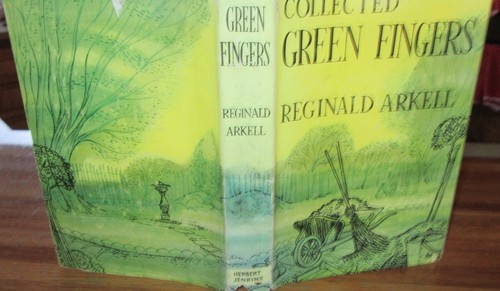 GREEN
FINGERS
REGINALD
ARKELL
HERBERT
JENKINS
COLLECTED
GREEN FINGERS
REGINALD ARKELL